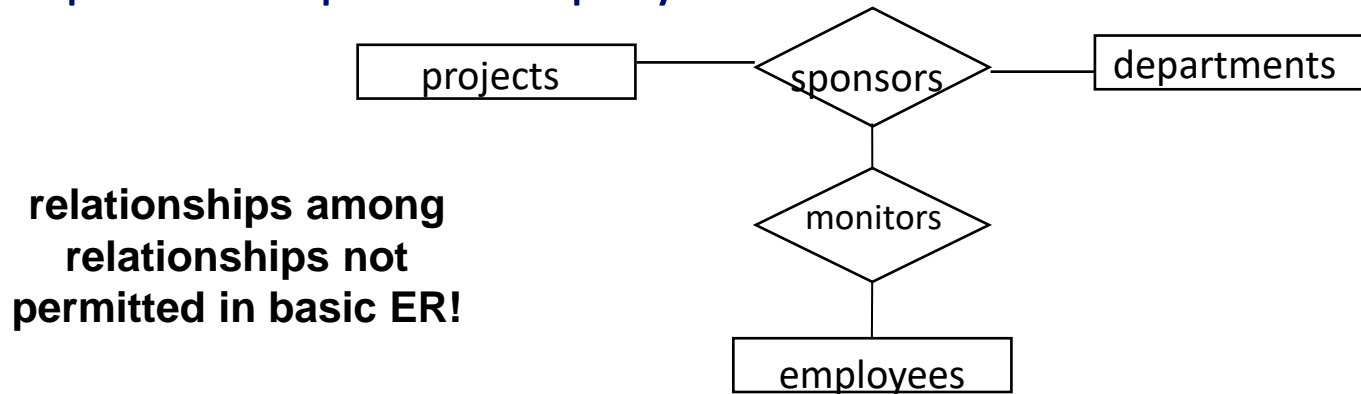 projects
sponsors
departments
relationships among
relationships not
permitted in basic ER!
monitors
employees